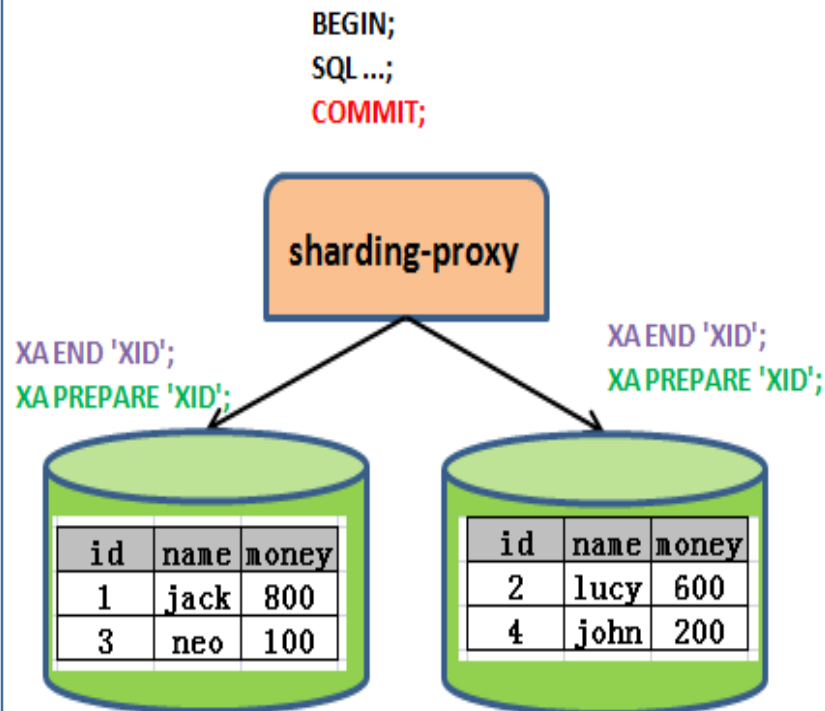 BEGIN;
SQL ...;
COMMIT;
sharding-proxy
XA END 'XID';
XA PREPARE 'XID';
XA END 'XID';
XA PREPARE 'XID';
id name money
1 jack 800
3 neo 100
id name money
2 lucy 600
4 john 200